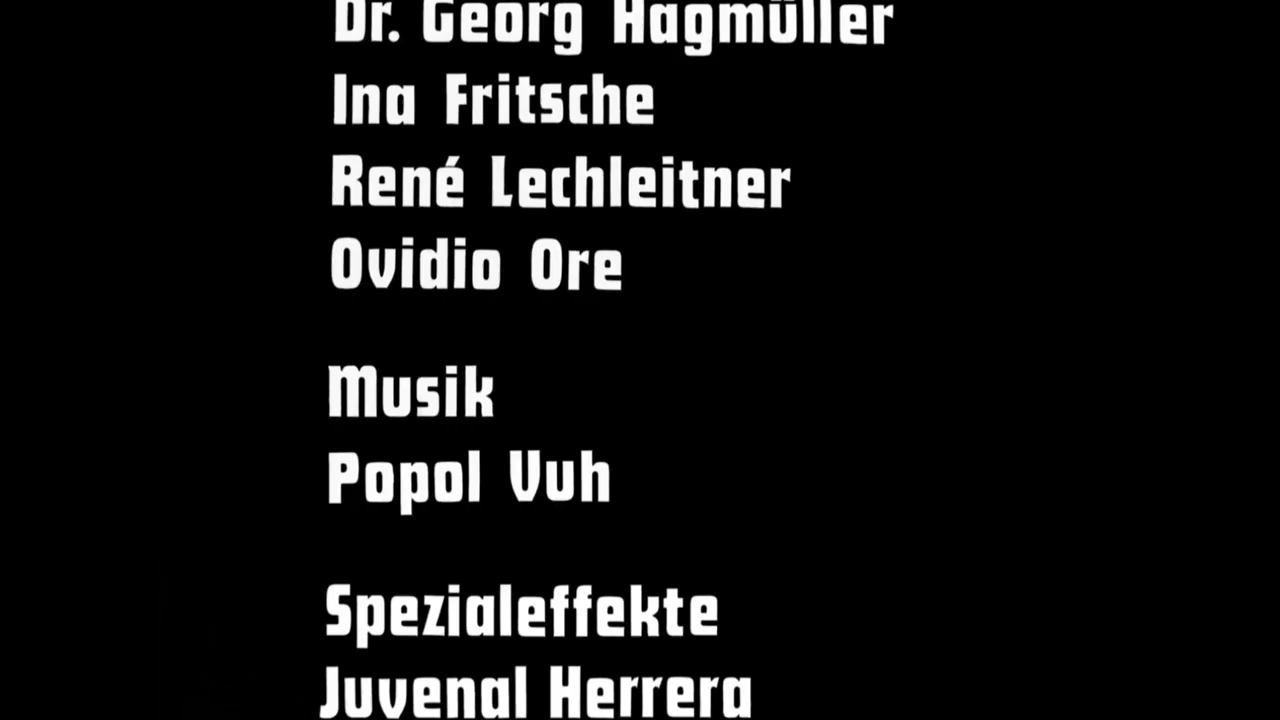 Dr. Georg Hagmüller
Ina Fritsche
René Lechleitner
Ovidio Ore
Musik
Popol Vuh
Spezialeffekte
Juvenal Herrera